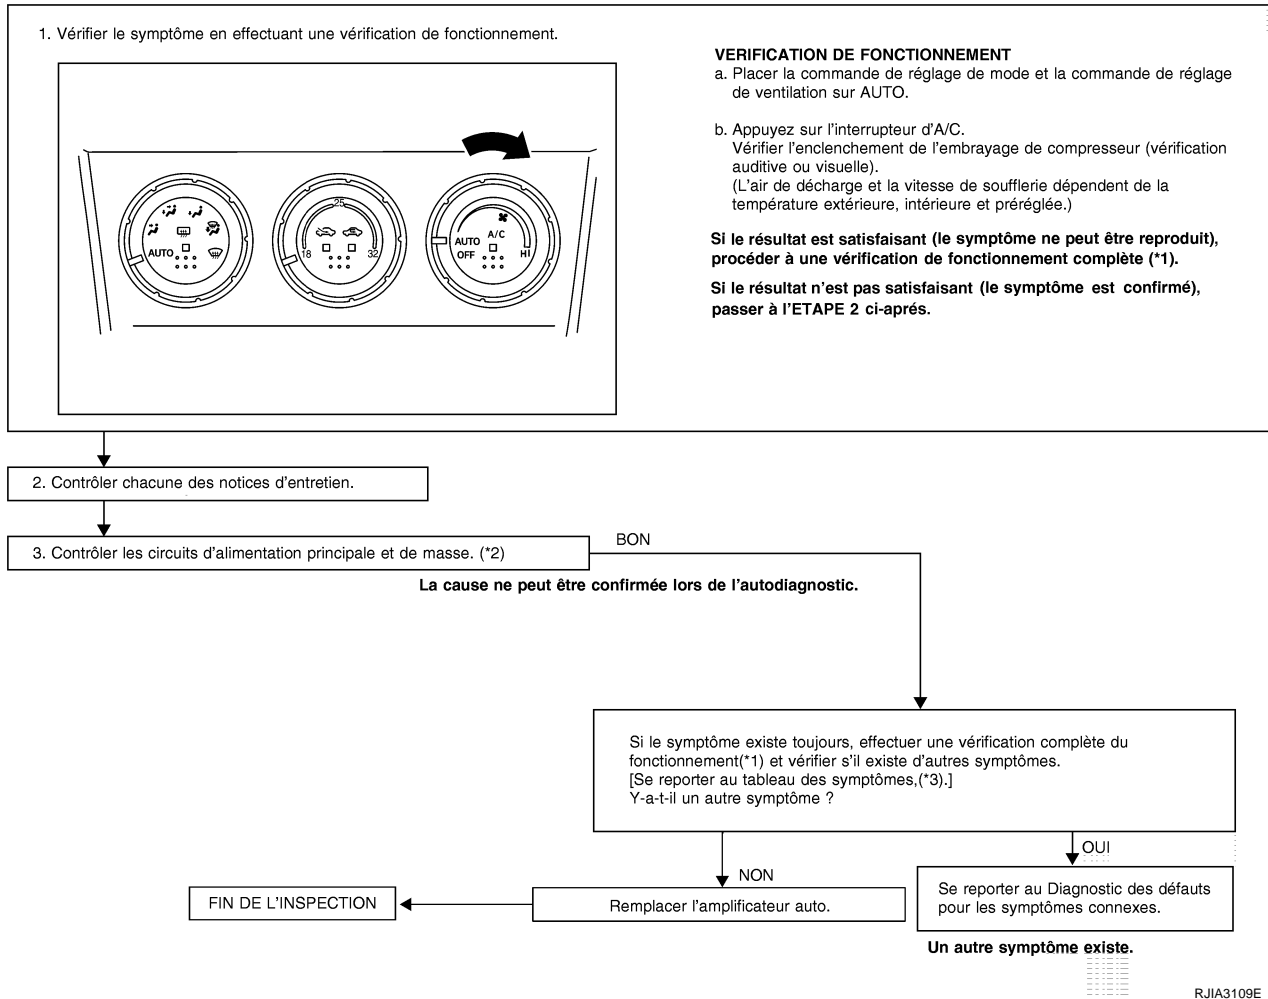 1. Vérifier le symptôme en effectuant une vérification de fonctionnement.
VERIFICATION DE FONCTIONNEMENT
a. Placer la commande de réglage de mode et la commande de réglage
de ventilation sur AUTO.
b. Appuyez sur l'interrupteur d'A/C.
Vérifier l'enclenchement de l'embrayage de compresseur (vérification
auditive ou visuelle).
(L'air de décharge et la vitesse de soufflerie dépendent de la
température extérieure, intérieure et préréglée.)
Si le résultat est satisfaisant (le symptôme ne peut être reproduit),
procéder à une vérification de fonctionnement complète (*1).
Si le résultat n'est pas satisfaisant (le symptôme est confirmé),
passer à l'ETAPE 2 ci-aprés.
AUTO
25
18
32
AUTO
A/C
OFF
HI
2. Contrôler chacune des notices d'entretien.
3. Contrôler les circuits d'alimentation principale et de masse. (*2)
BON
La cause ne peut être confirmée lors de l'autodiagnostic.
Si le symptôme existe toujours, effectuer une vérification complète du
fonctionnement(*1) et vérifier s'il existe d'autres symptômes.
[Se reporter au tableau des symptômes,(*3).]
Y-a-t-il un autre symptôme ?
OUI
NON
Se reporter au Diagnostic des défauts
pour les symptômes connexes.
Remplacer l'amplificateur auto.
FIN DE L'INSPECTION
Un autre symptôme existe.
RJIA3109E